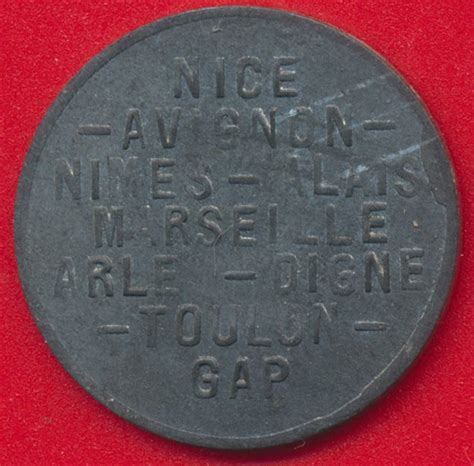 NICE
-AVIGNON-
NIMES-ALAIS
MARSEILLE
ARLE -DIGNE
-TOULON-
GAP